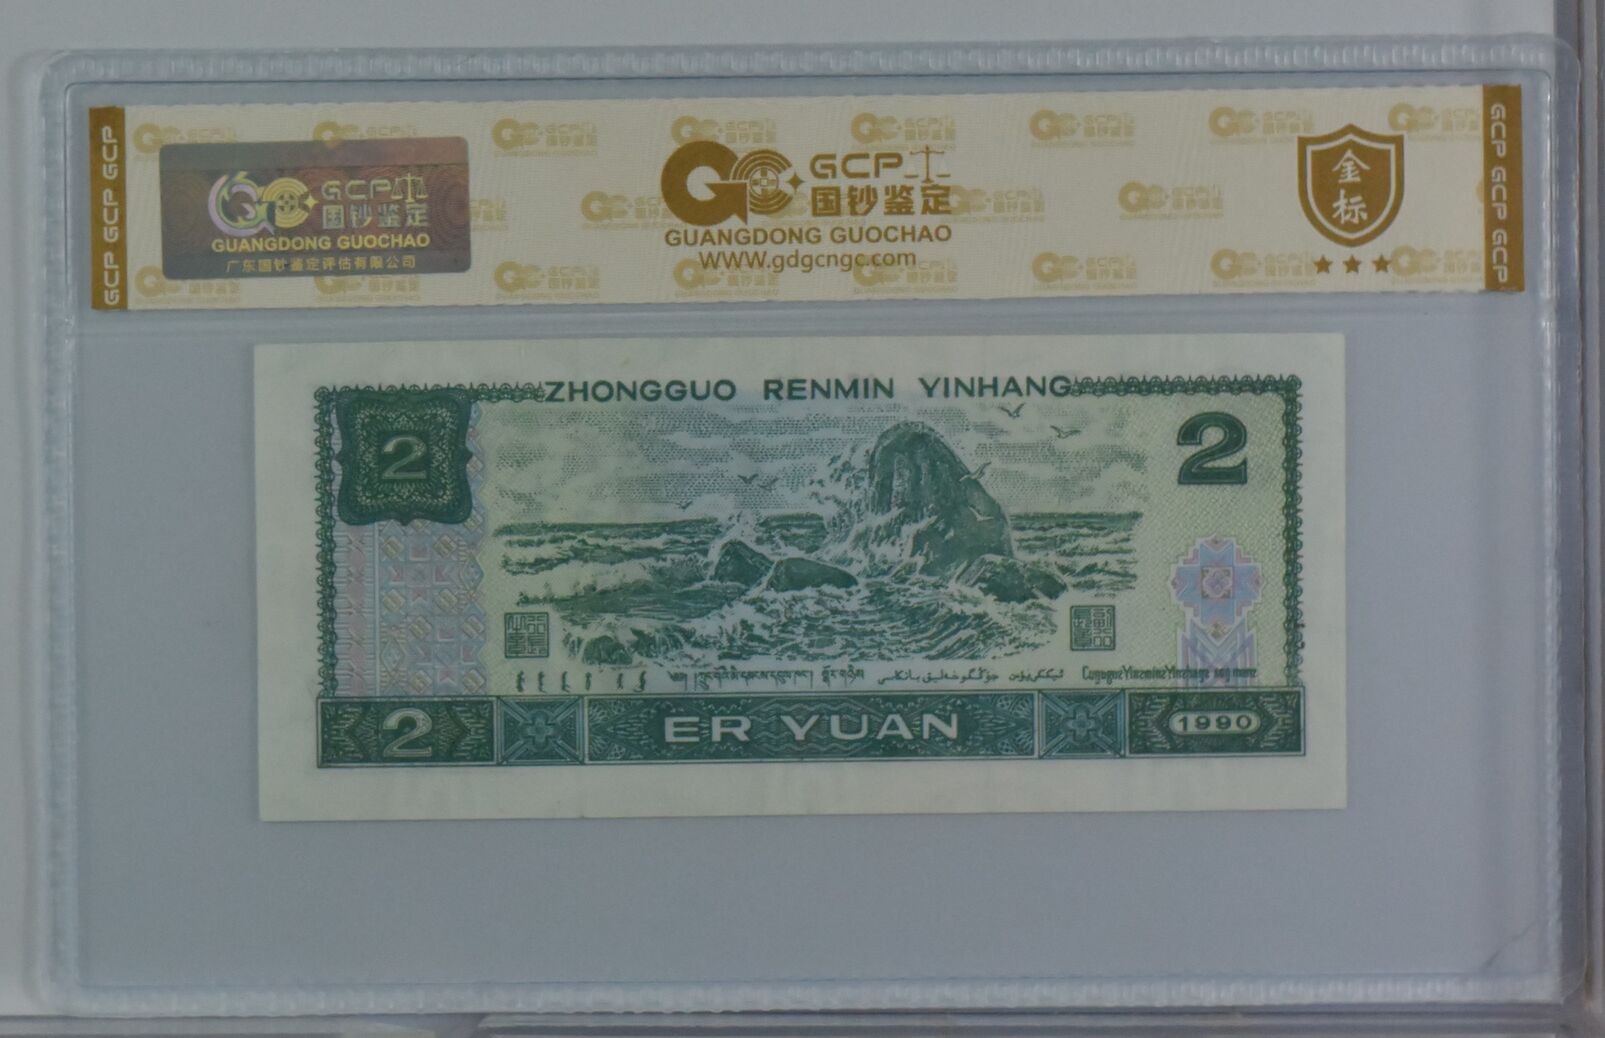 GCP GCP GCP
GCP
国钞鉴定
GUANGDONG GUOCHAO
广东国钞鉴定评估有限公司
GCP
国钞鉴定
GUANGDONG GUOCHAO
WWW.gdgcngc.com
金标
GCP GCP GCP
ZHONGGUO RENMIN YINHANG
2
2
2
ER YUAN
1990